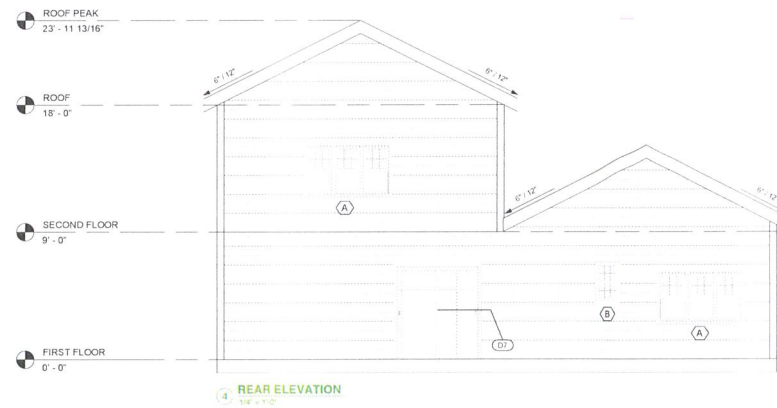 ROOF PEAK
23' - 11 13/16"
6" / 12"
6" / 12"
ROOF
18' - 0"
A
6" / 12"
6" / 12"
SECOND FLOOR
9' - 0"
B
A
D7
FIRST FLOOR
0' - 0"
4 REAR ELEVATION
1/4" = 1'-0"